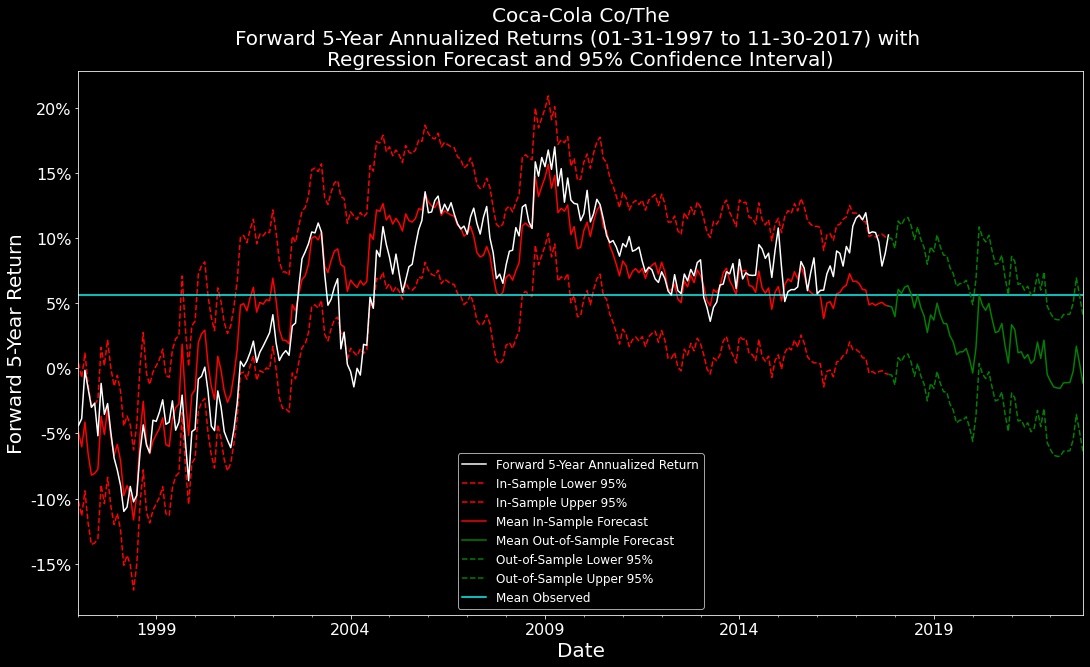 Coca-Cola Co/The
Forward 5-Year Annualized Returns (01-31-1997 to 11-30-2017) with
Regression Forecast and 95% Confidence Interval)
Forward 5-Year Return
20%
15%
10%
5%
0%
-5%
-10%
-15%
Forward 5-Year Annualized Return
In-Sample Lower 95%
In-Sample Upper 95%
Mean In-Sample Forecast
Mean Out-of-Sample Forecast
Out-of-Sample Lower 95%
Out-of-Sample Upper 95%
Mean Observed
1999 2004 2009 2014 2019
Date